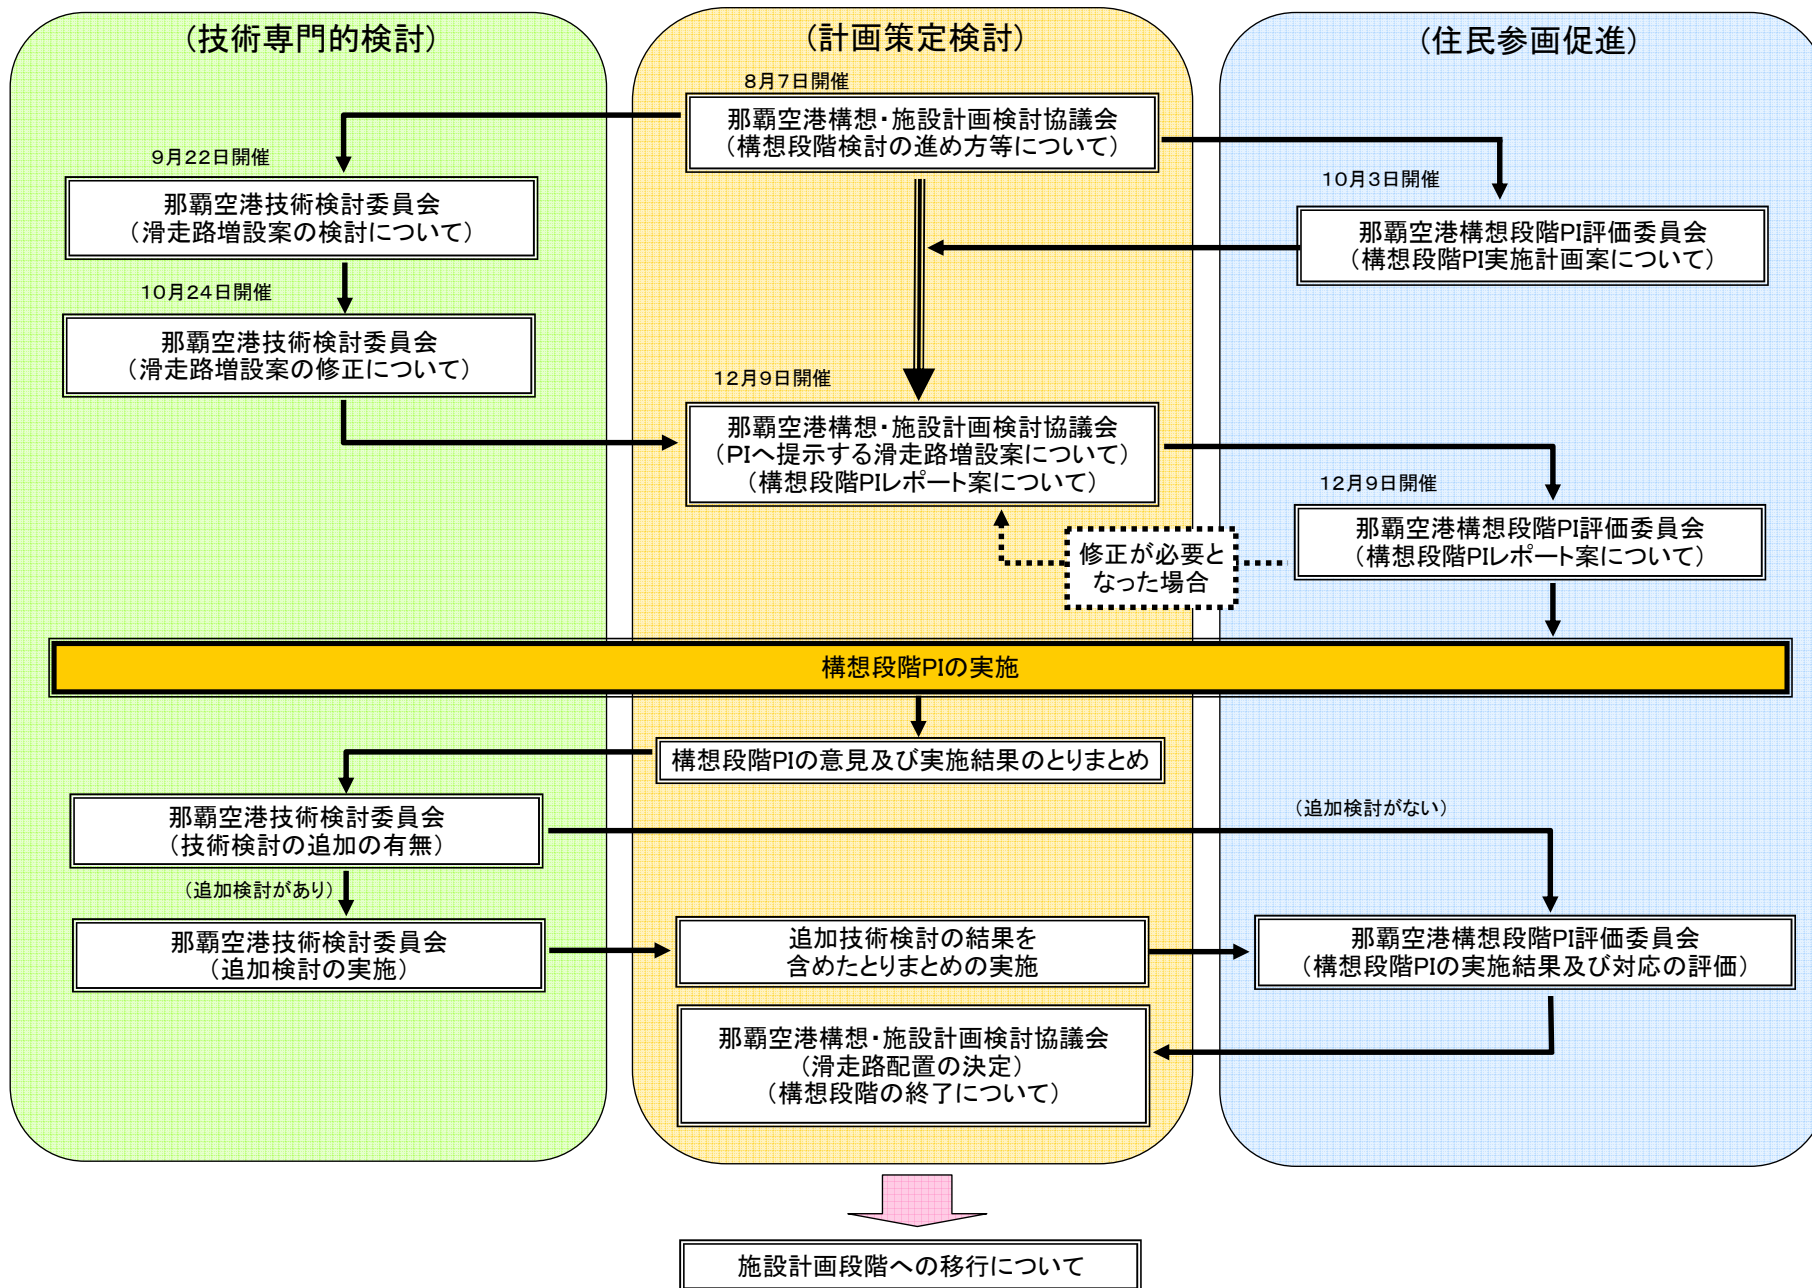 （技術専門的検討）
（計画策定検討）
（住民参画促進）
８月７日開催
那覇空港構想・施設計画検討協議会
（構想段階検討の進め方等について）
９月２２日開催
那覇空港技術検討委員会
（滑走路増設案の検討について）
１０月３日開催
那覇空港構想段階PI評価委員会
（構想段階PI実施計画案について）
１０月２４日開催
那覇空港技術検討委員会
（滑走路増設案の修正について）
１２月９日開催
那覇空港構想・施設計画検討協議会
（PIへ提示する滑走路増設案について）
（構想段階PIレポート案について）
１２月９日開催
那覇空港構想段階PI評価委員会
（構想段階PIレポート案について）
修正が必要と
なった場合
構想段階PIの実施
構想段階PIの意見及び実施結果のとりまとめ
那覇空港技術検討委員会
（技術検討の追加の有無）
（追加検討がない）
（追加検討があり）
那覇空港技術検討委員会
（追加検討の実施）
追加技術検討の結果を
含めたとりまとめの実施
那覇空港構想段階PI評価委員会
（構想段階PIの実施結果及び対応の評価）
那覇空港構想・施設計画検討協議会
（滑走路配置の決定）
（構想段階の終了について）
施設計画段階への移行について